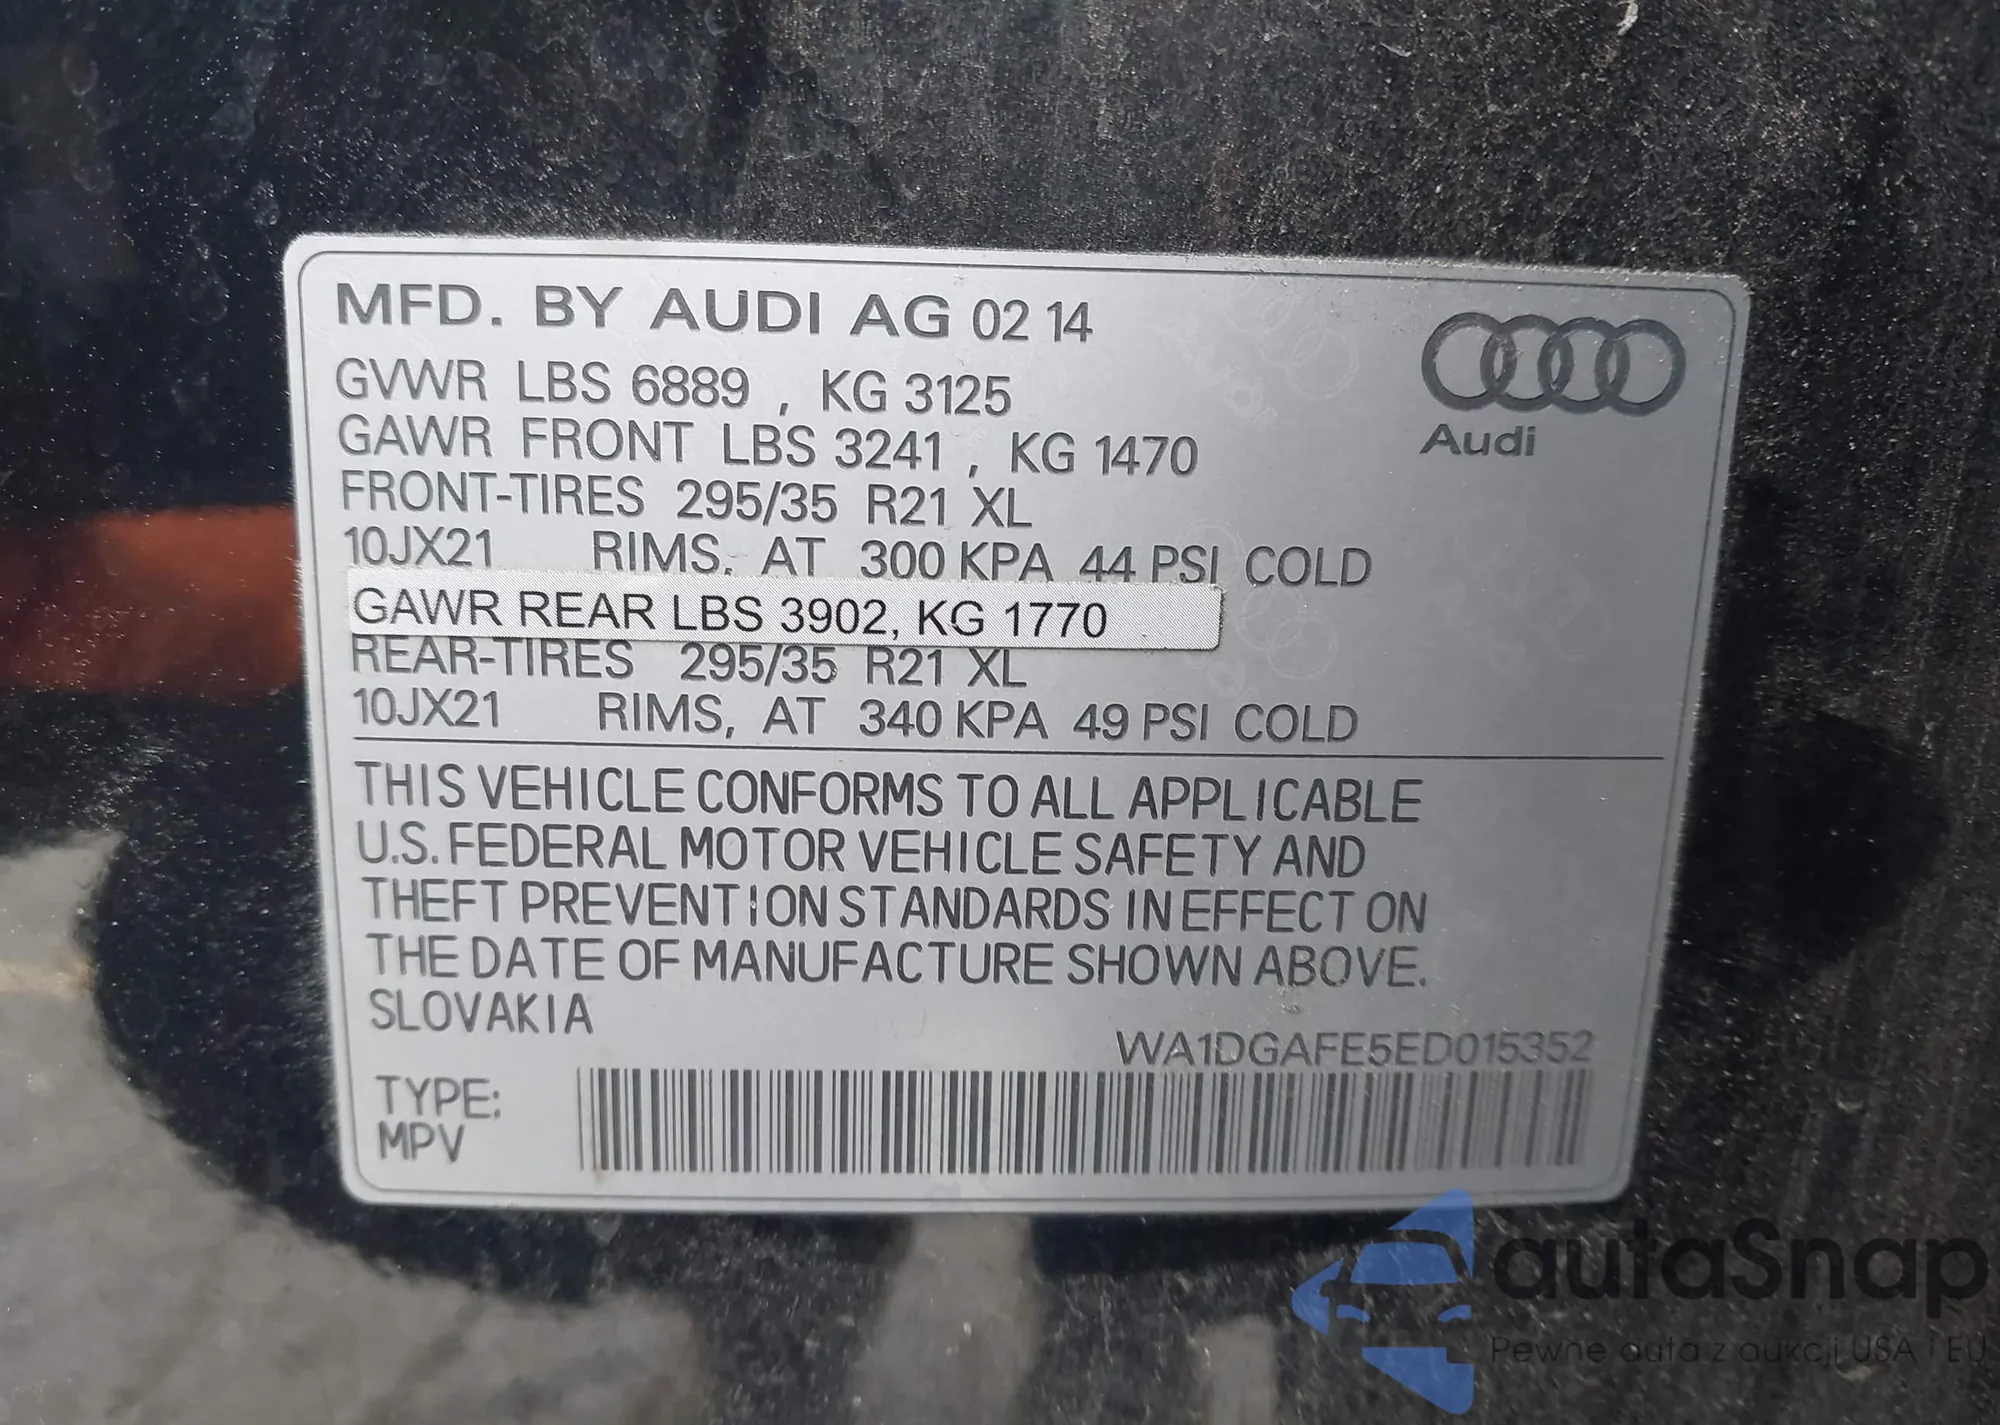 MFD. BY AUDI AG 02 14
GVWR LBS 6889 , KG 3125
GAWR FRONT LBS 3241 , KG 1470
FRONT-TIRES 295/35 R21 XL
10JX21 RIMS, AT 300 KPA 44 PSI COLD
GAWR REAR LBS 3902, KG 1770
REAR-TIRES 295/35 R21 XL
10JX21 RIMS, AT 340 KPA 49 PSI COLD
Audi
THIS VEHICLE CONFORMS TO ALL APPLICABLE
U.S. FEDERAL MOTOR VEHICLE SAFETY AND
THEFT PREVENTION STANDARDS IN EFFECT ON
THE DATE OF MANUFACTURE SHOWN ABOVE.
SLOVAKIA
WA1DGAFE5ED015352
TYPE:
MPV
autaSnap
Pewne auta z aukcji USA i EU